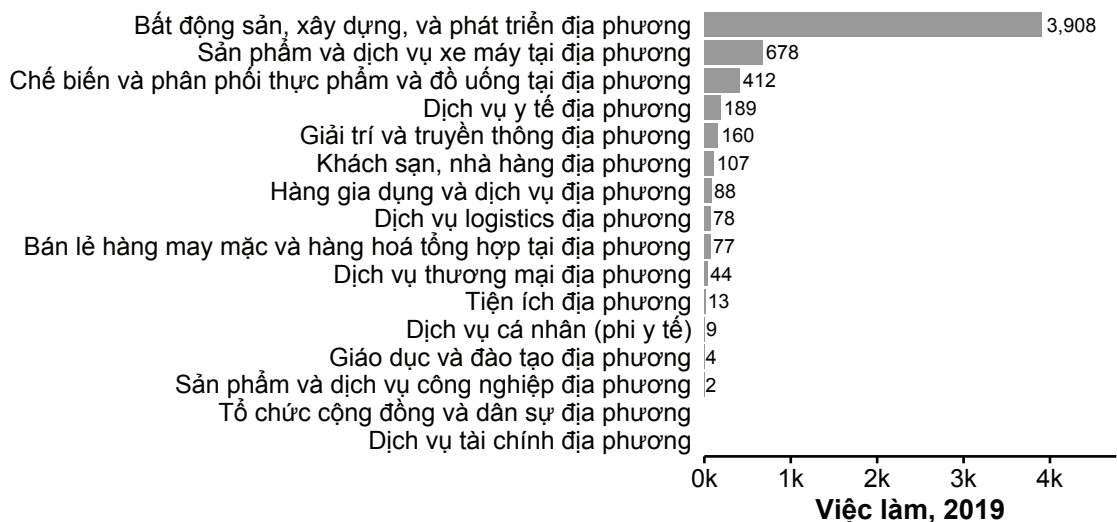 Bất động sản, xây dựng, và phát triển địa phương 3,908
Sản phẩm và dịch vụ xe máy tại địa phương 678
Chế biến và phân phối thực phẩm và đồ uống tại địa phương 412
Dịch vụ y tế địa phương 189
Giải trí và truyền thông địa phương 160
Khách sạn, nhà hàng địa phương 107
Hàng gia dụng và dịch vụ địa phương 88
Dịch vụ logistics địa phương 78
Bán lẻ hàng may mặc và hàng hoá tổng hợp tại địa phương 77
Dịch vụ thương mại địa phương 44
Tiện ích địa phương 13
Dịch vụ cá nhân (phi y tế) 9
Giáo dục và đào tạo địa phương 4
Sản phẩm và dịch vụ công nghiệp địa phương 2
Tổ chức cộng đồng và dân sự địa phương
Dịch vụ tài chính địa phương
0k 1k 2k 3k 4k
Việc làm, 2019